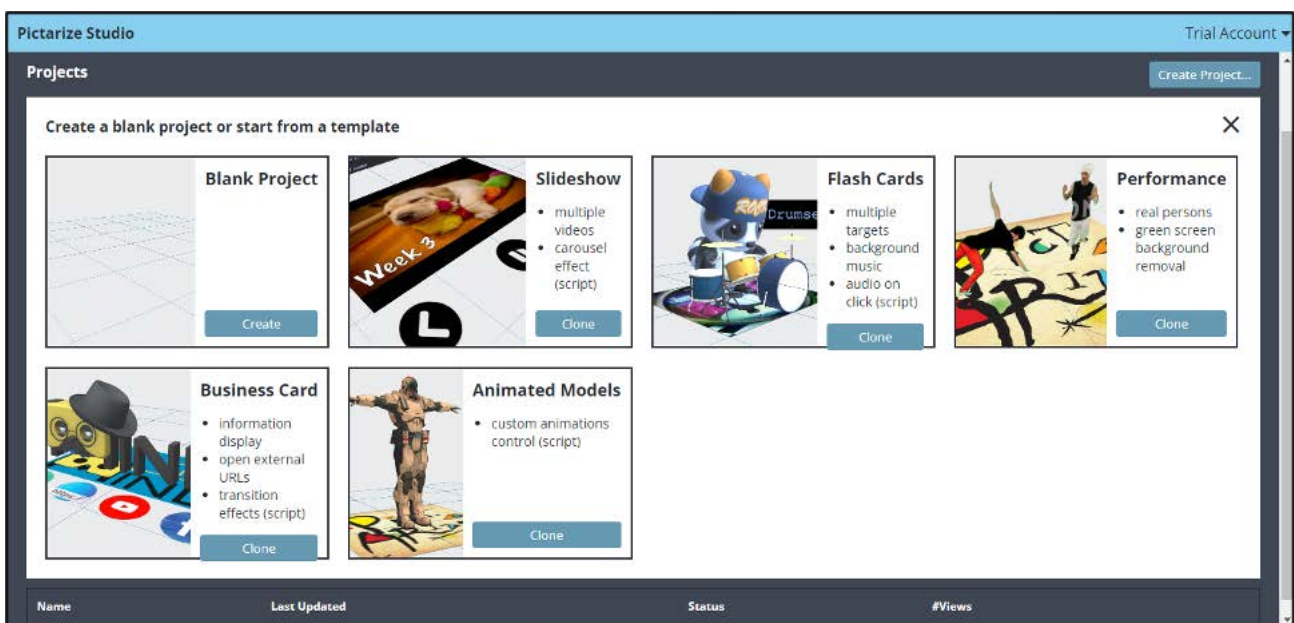 Pictarize Studio
Trial Account
Projects
Create Project...
Create a blank project or start from a template
Blank Project
Create
Week 3
Slideshow
multiple
videos
carousel
effect
(script)
Clone
Drumse
Flash Cards
multiple
targets
background
music
audio on
click (script)
Clone
Performance
real persons
green screen
background
removal
Clone
Business Card
information
display
open external
URLs
transition
effects (script)
Clone
Animated Models
custom animations
control (script)
Clone
Name Last Updated Status #Views